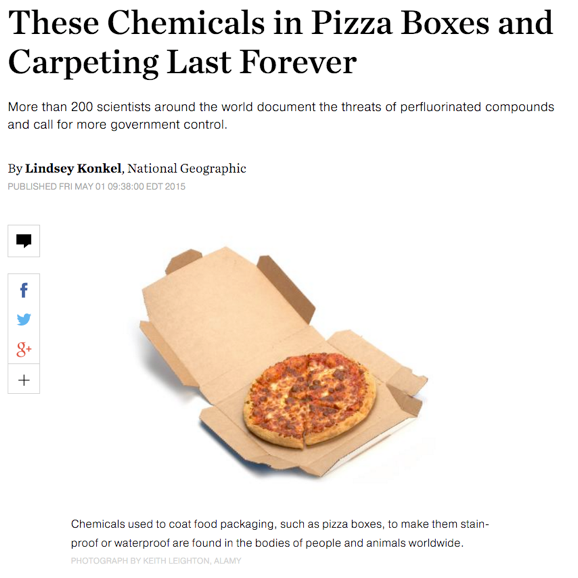 These Chemicals in Pizza Boxes and
Carpeting Last Forever
More than 200 scientists around the world document the threats of perfluorinated compounds
and call for more government control.
By Lindsey Konkel, National Geographic
PUBLISHED FRI MAY 01 09:38:00 EDT 2015
f
g+
+
Chemicals used to coat food packaging, such as pizza boxes, to make them stain-
proof or waterproof are found in the bodies of people and animals worldwide.
PHOTOGRAPH BY KEITH LEIGHTON, ALAMY